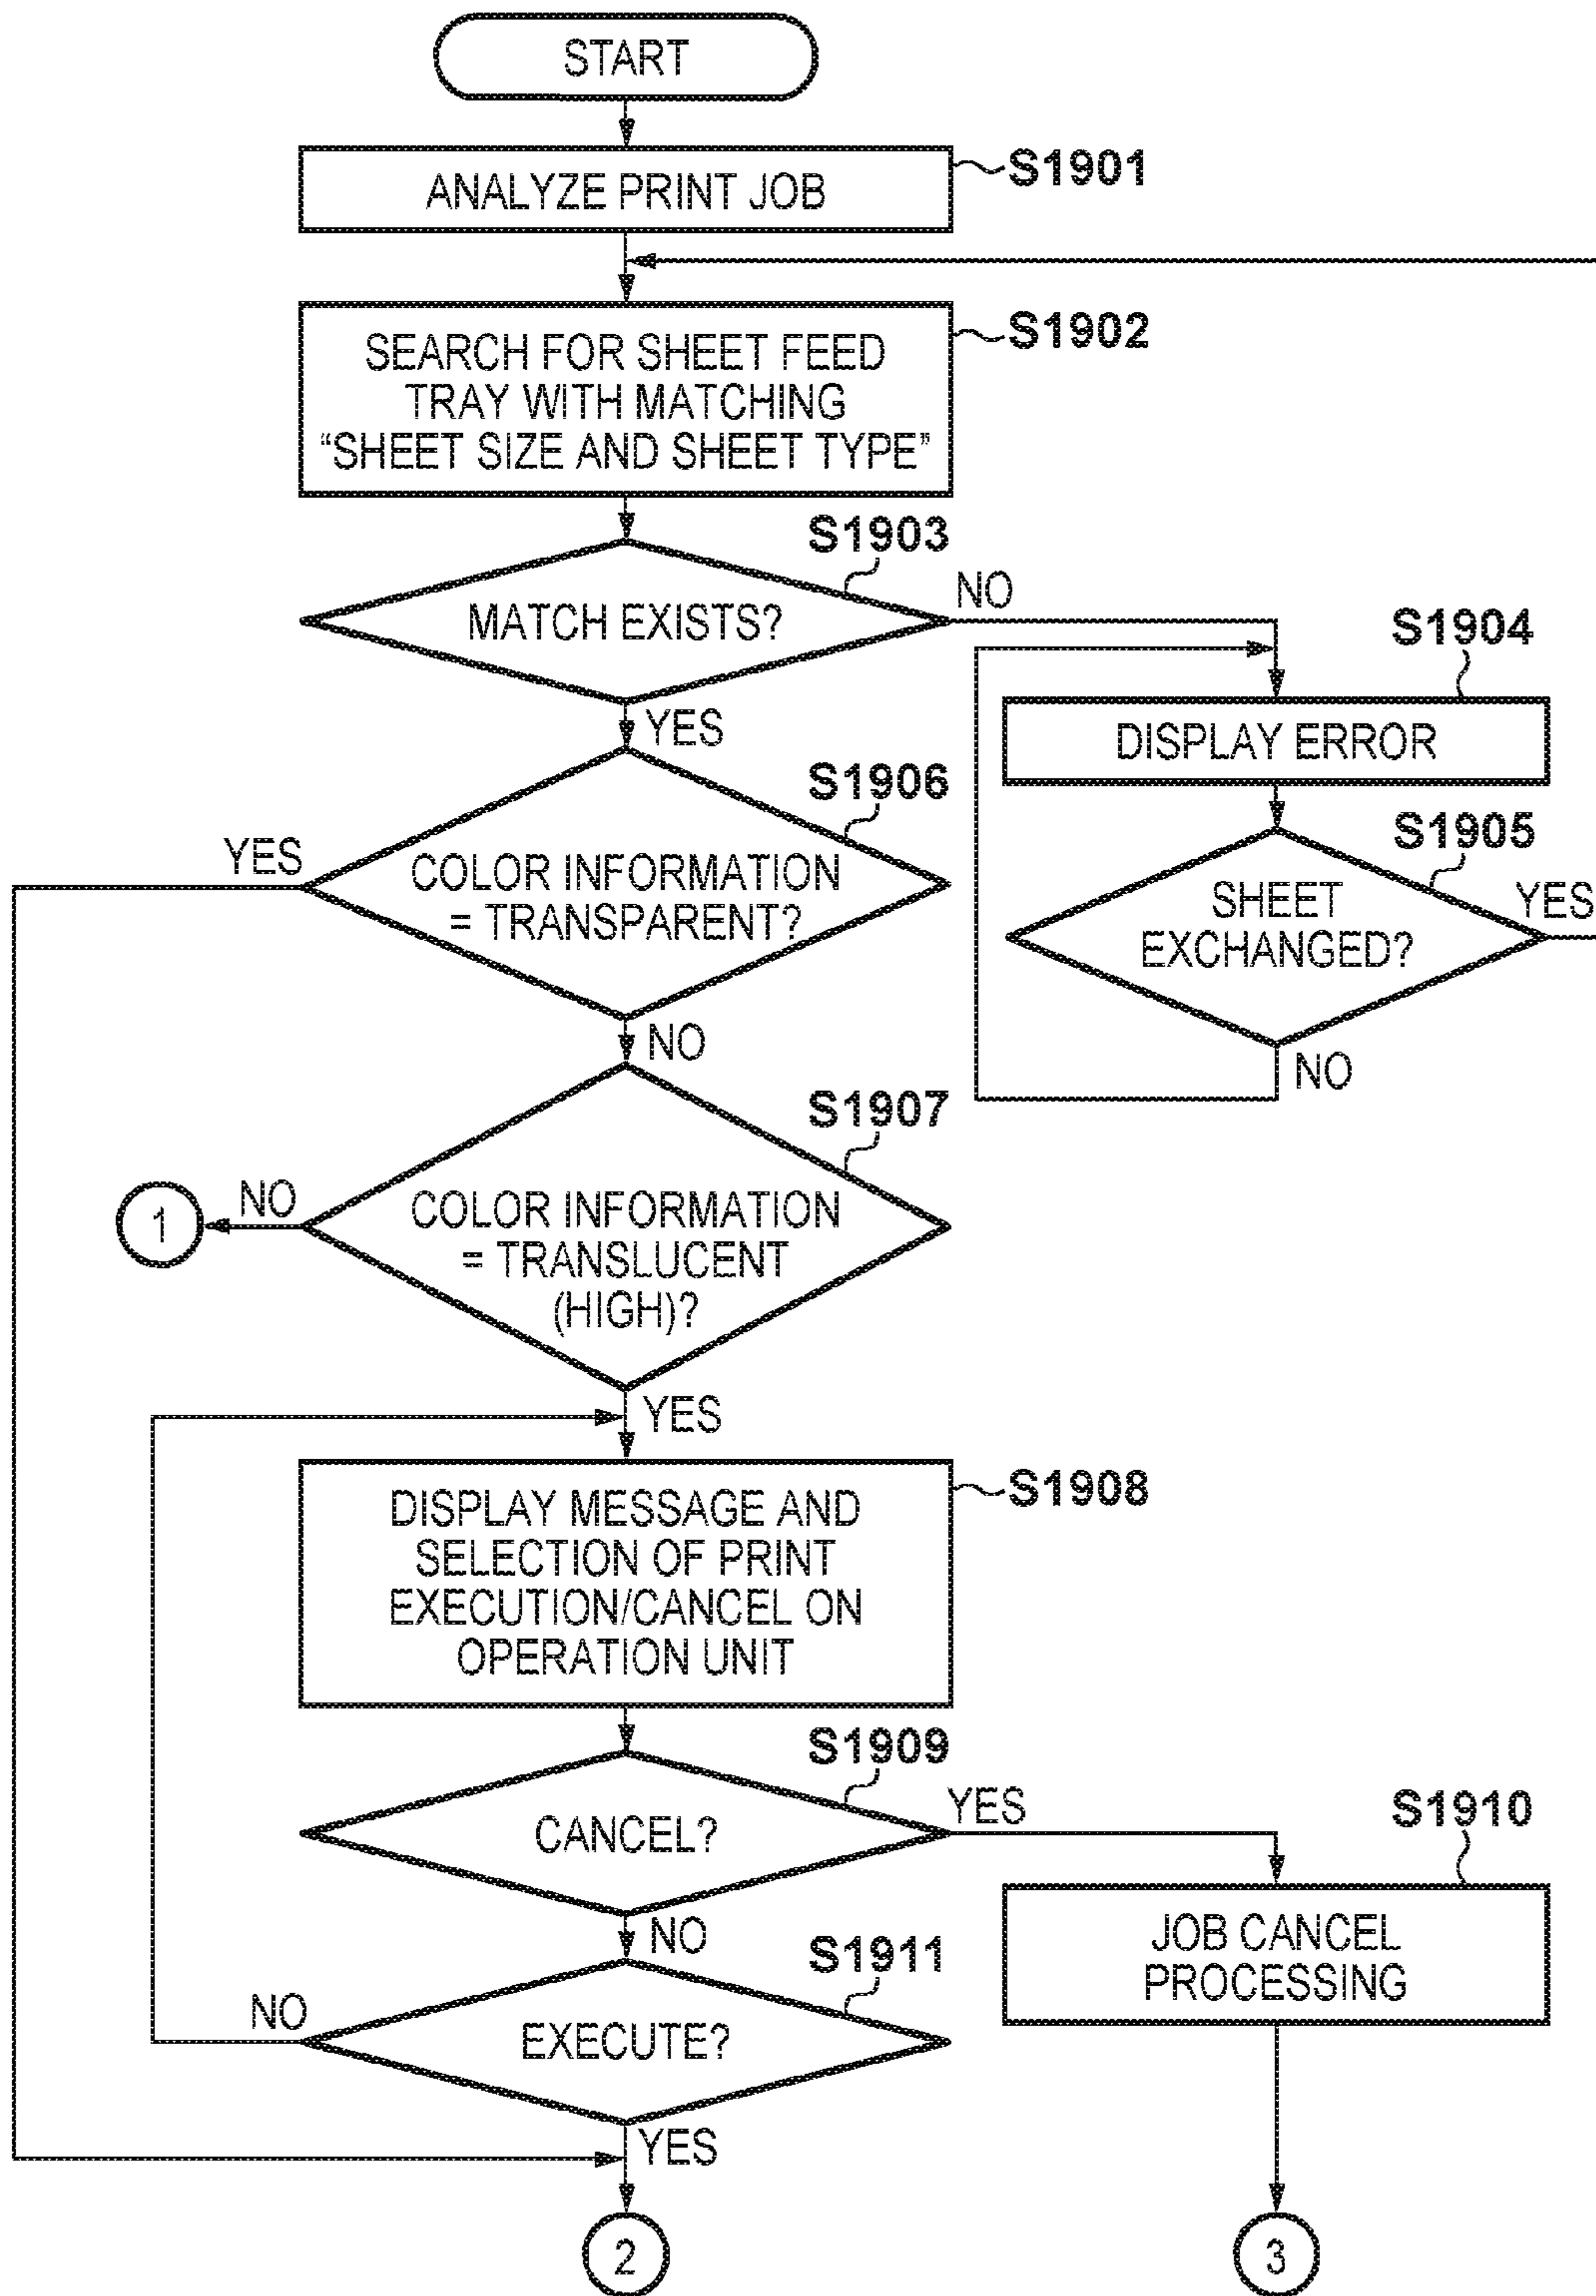 START
ANALYZE PRINT JOB
S1901
SEARCH FOR SHEET FEED
TRAY WITH MATCHING
“SHEET SIZE AND SHEET TYPE”
S1902
S1903
MATCH EXISTS?
NO
YES
S1904
DISPLAY ERROR
S1905
SHEET
EXCHANGED?
YES
NO
S1906
YES
COLOR INFORMATION
= TRANSPARENT?
NO
S1907
1
NO
COLOR INFORMATION
= TRANSLUCENT
(HIGH)?
YES
DISPLAY MESSAGE AND
SELECTION OF PRINT
EXECUTION/CANCEL ON
OPERATION UNIT
S1908
S1909
CANCEL?
YES
NO
S1910
JOB CANCEL
PROCESSING
S1911
NO
EXECUTE?
YES
2
3